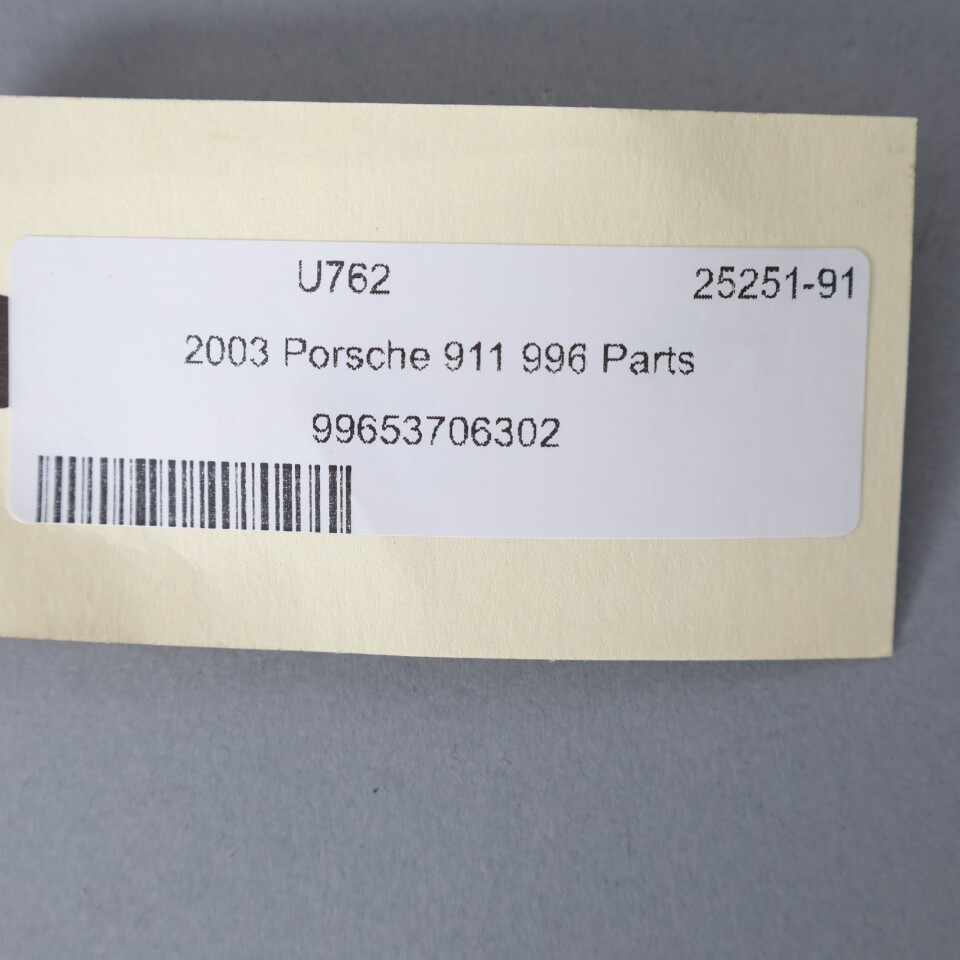 U762 25251-91
2003 Porsche 911 996 Parts
99653706302